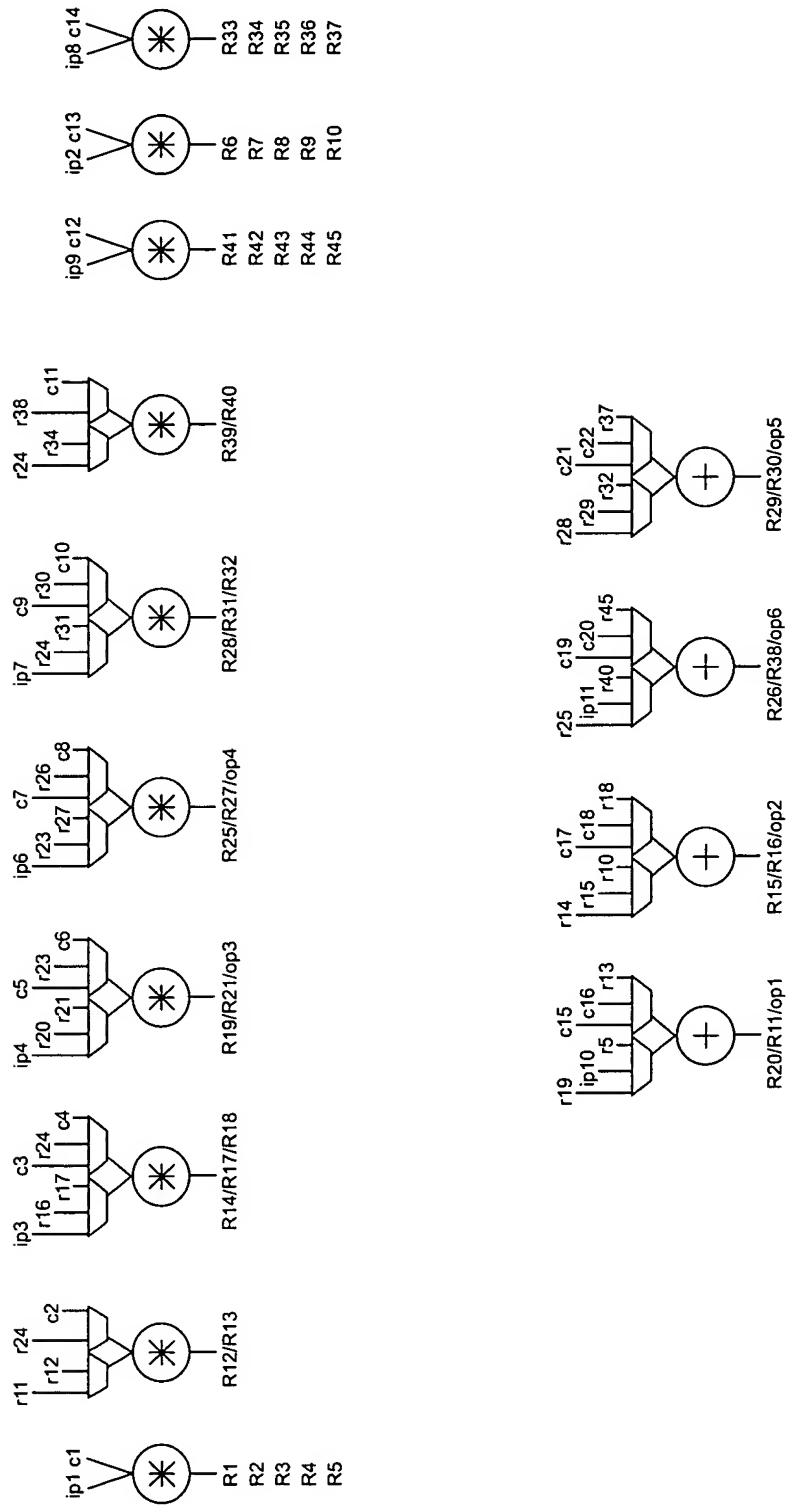 ip1 c1
R1
R2
R3
R4
R5
r11 r12 r24 c2
R12/R13
ip3 r16 r17 c3 r24 c4
R14/R17/R18
ip4 r20 r21 c5 r23 c6
R19/R21/op3
ip6 r23 r27 c7 r26 c8
R25/R27/op4
ip7 r24 r31 c9 r30 c10
R28/R31/R32
r24 r34 r38 c11
R39/R40
ip9 c12
R41
R42
R43
R44
R45
ip2 c13
R6
R7
R8
R9
R10
ip8 c14
R33
R34
R35
R36
R37
r19 ip10 r5 c15 c16 r13
R20/R11/op1
r14 r15 r10 c17 c18 r18
R15/R16/op2
r25 ip11 r40 c19 c20 r45
R26/R38/op6
r28 r29 r32 c21 c22 r37
R29/R30/op5